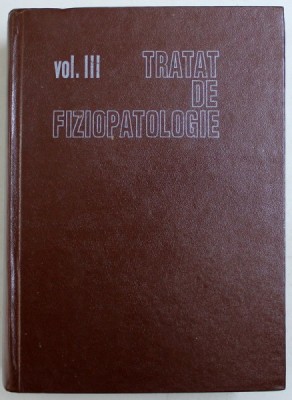 vol. III TRATAT
DE
FIZIOPATOLOGIE